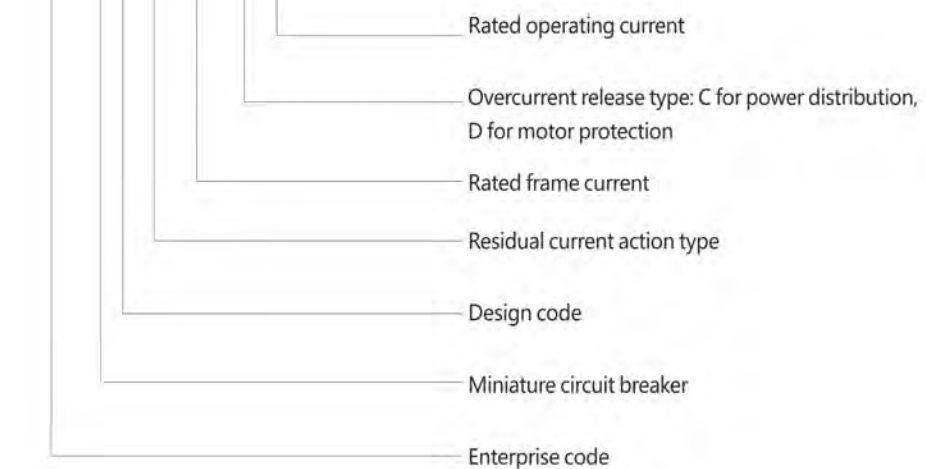 Rated operating current
Overcurrent release type: C for power distribution,
D for motor protection
Rated frame current
Residual current action type
Design code
Miniature circuit breaker
Enterprise code